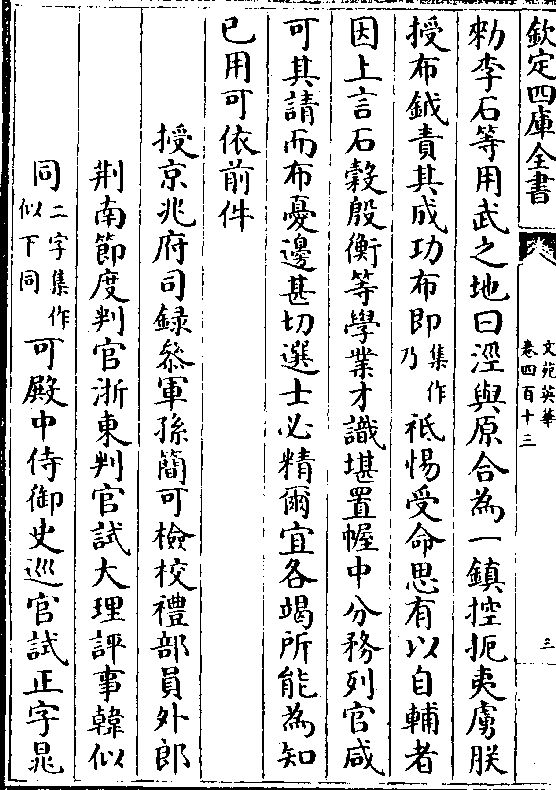 欽定四庫全書
文苑英華
卷四百十三
三
勑李石等用武之地曰涇與原合為一鎮控扼夷虜朕
授布鉞責其成功布即集作乃祗惕受命思有以自輔者
因上言石縠殷衡等學業才識堪置幄中分務列官咸
可其請而布憂邊甚切選士必精爾宜各竭所能為知
已用可依前件
授京兆府司録叅軍孫簡可檢校禮部員外郎
荆南節度判官浙東判官試大理評事韓似
同二字集作似下同可殿中侍御史巡官試正字晁